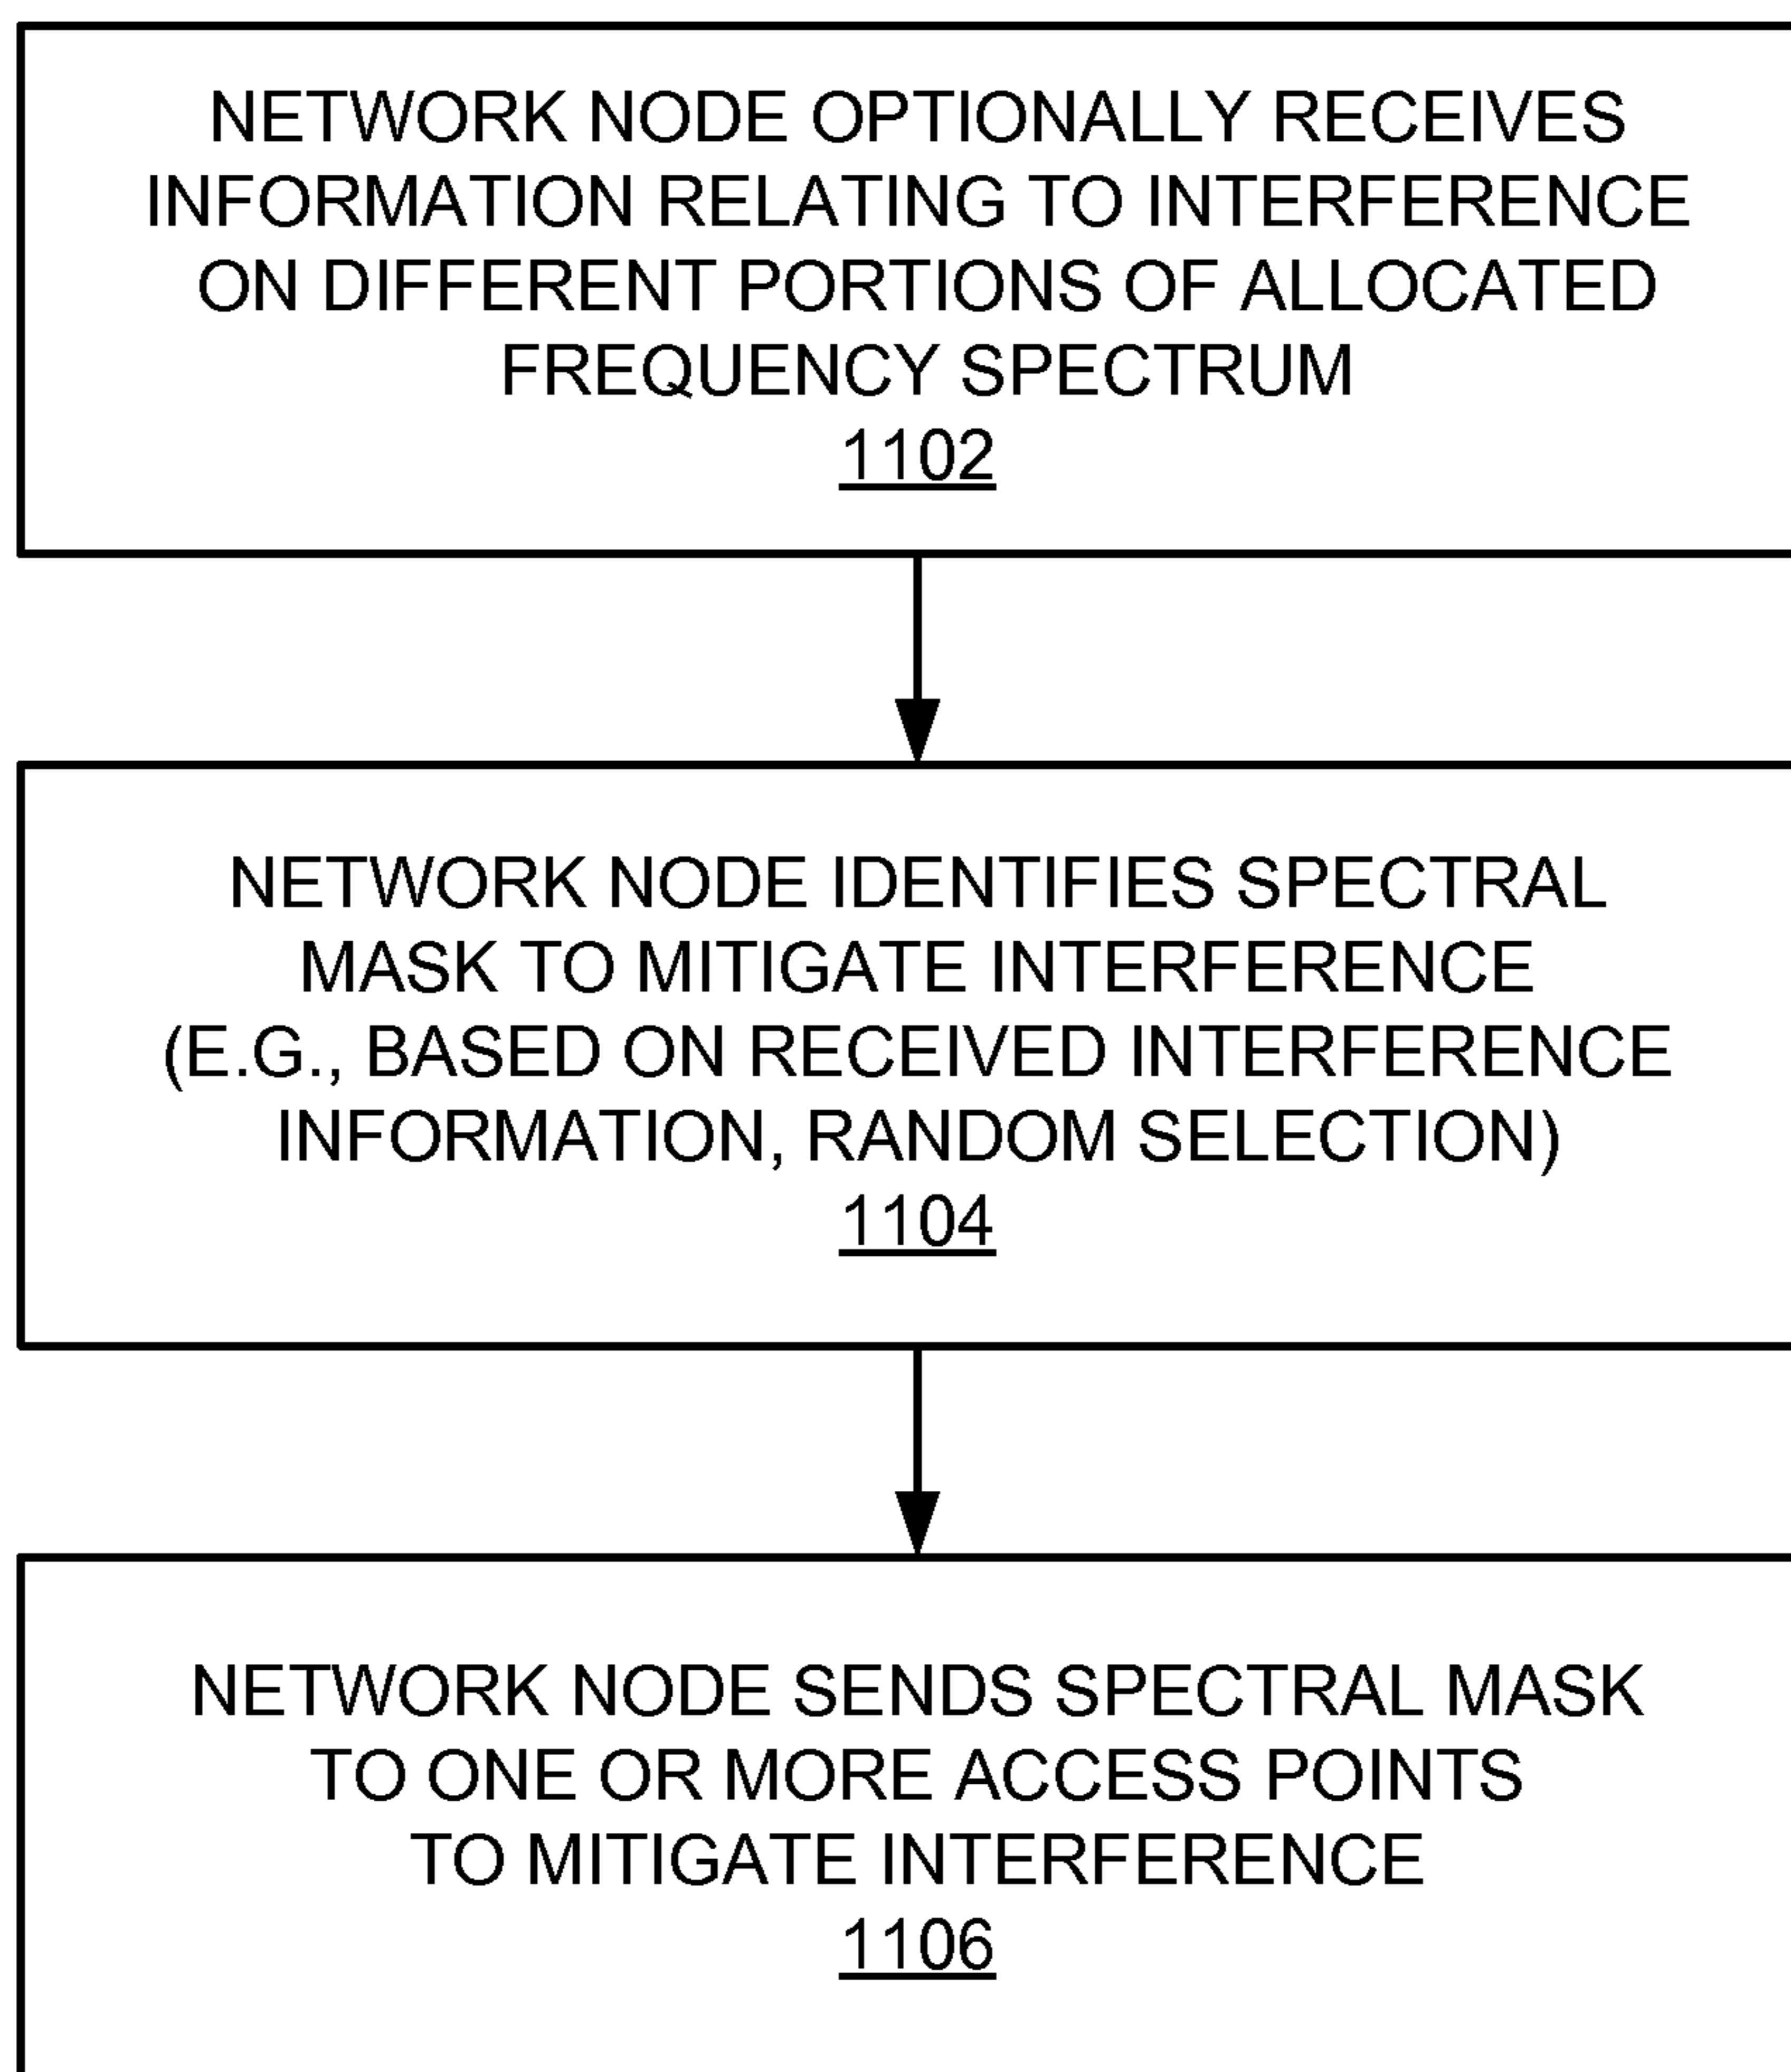 NETWORK NODE OPTIONALLY RECEIVES
INFORMATION RELATING TO INTERFERENCE
ON DIFFERENT PORTIONS OF ALLOCATED
FREQUENCY SPECTRUM
1102
NETWORK NODE IDENTIFIES SPECTRAL
MASK TO MITIGATE INTERFERENCE
(E.G., BASED ON RECEIVED INTERFERENCE
INFORMATION, RANDOM SELECTION)
1104
NETWORK NODE SENDS SPECTRAL MASK
TO ONE OR MORE ACCESS POINTS
TO MITIGATE INTERFERENCE
1106